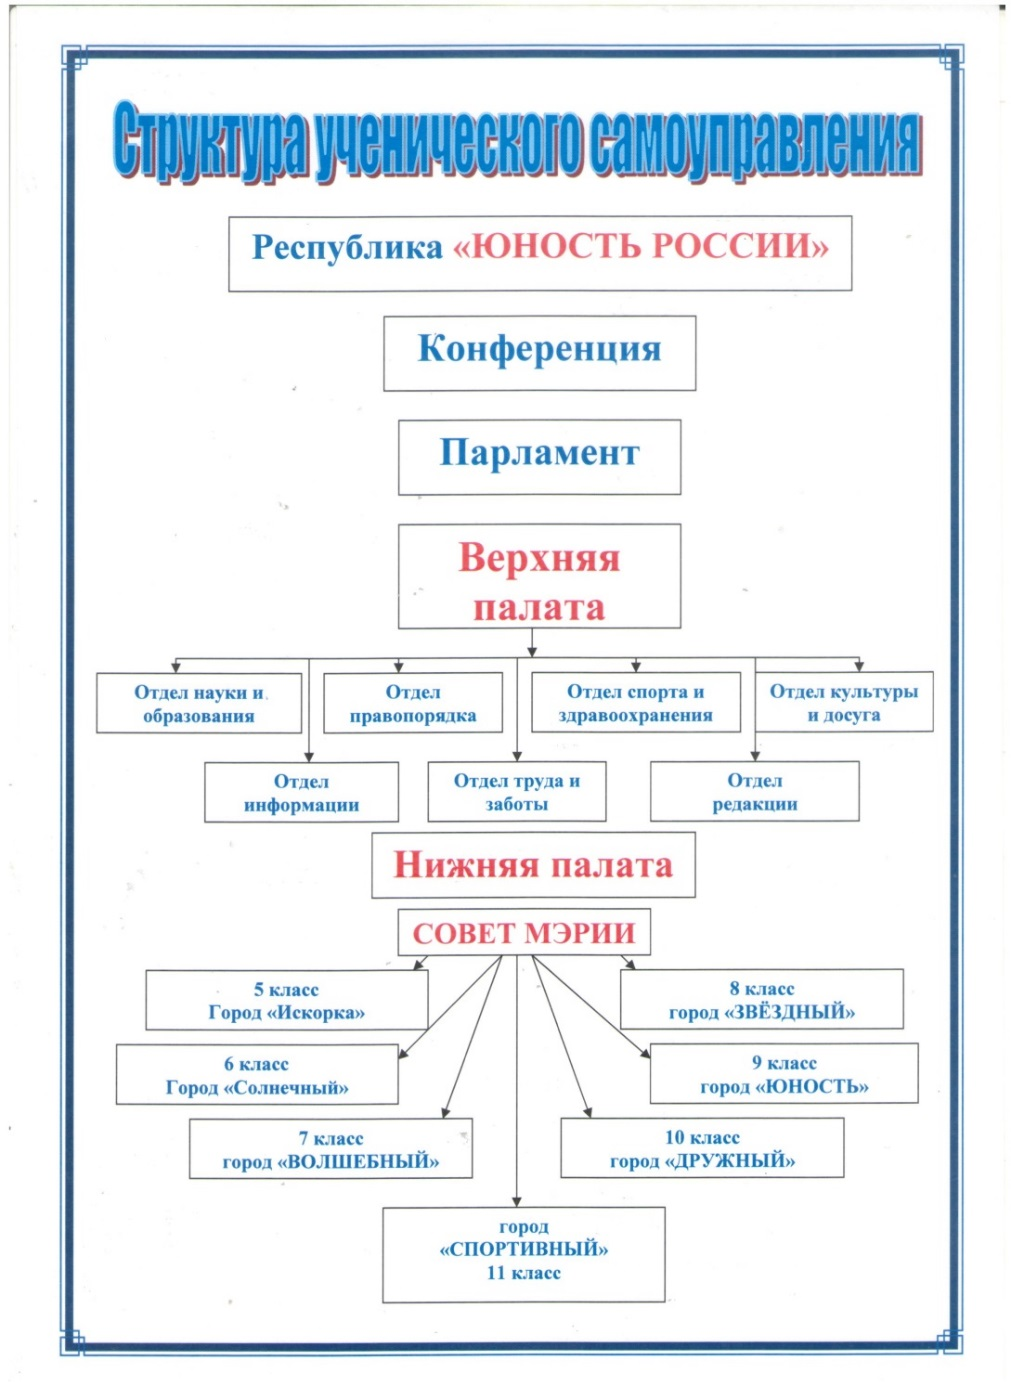 Структура ученического самоуправления
Республика «ЮНОСТЬ РОССИИ»
Конференция
Парламент
Верхняя
палата
Отдел науки и
образования
Отдел
правопорядка
Отдел спорта и
здравоохранения
Отдел культуры
и досуга
Отдел
информации
Отдел труда и
заботы
Отдел
редакции
Нижняя палата
СОВЕТ МЭРИИ
5 класс
Город «Искорка»
8 класс
город «ЗВЁЗДНЫЙ»
6 класс
Город «Солнечный»
9 класс
город «ЮНОСТЬ»
7 класс
город «ВОЛШЕБНЫЙ»
10 класс
город «ДРУЖНЫЙ»
город
«СПОРТИВНЫЙ»
11 класс